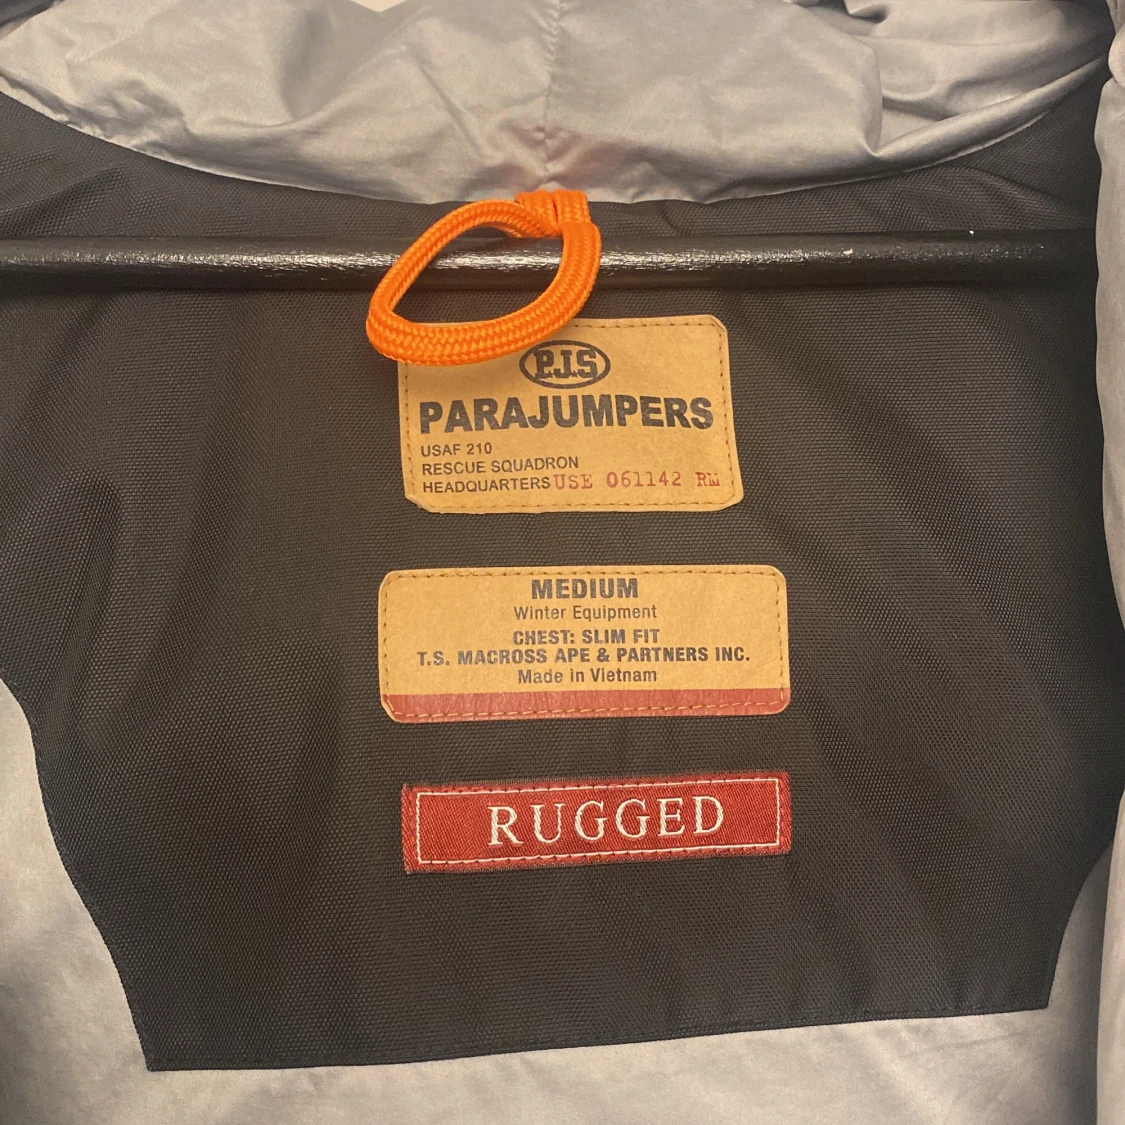 P.J.S
PARAJUMPERS
USAF 210
RESCUE SQUADRON
HEADQUARTERS USE 061142 RM
MEDIUM
Winter Equipment
CHEST: SLIM FIT
T.S. MACROSS APE & PARTNERS INC.
Made in Vietnam
RUGGED